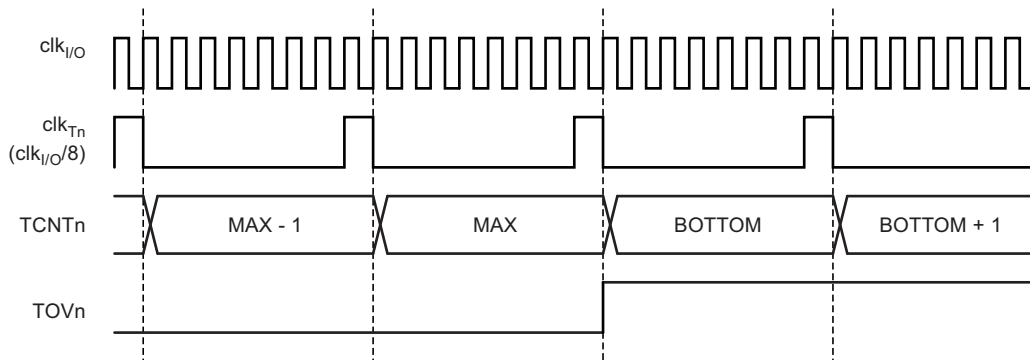 clkI/O
clkTn
(clkI/O/8)
TCNTn
MAX - 1
MAX
BOTTOM
BOTTOM + 1
TOVn